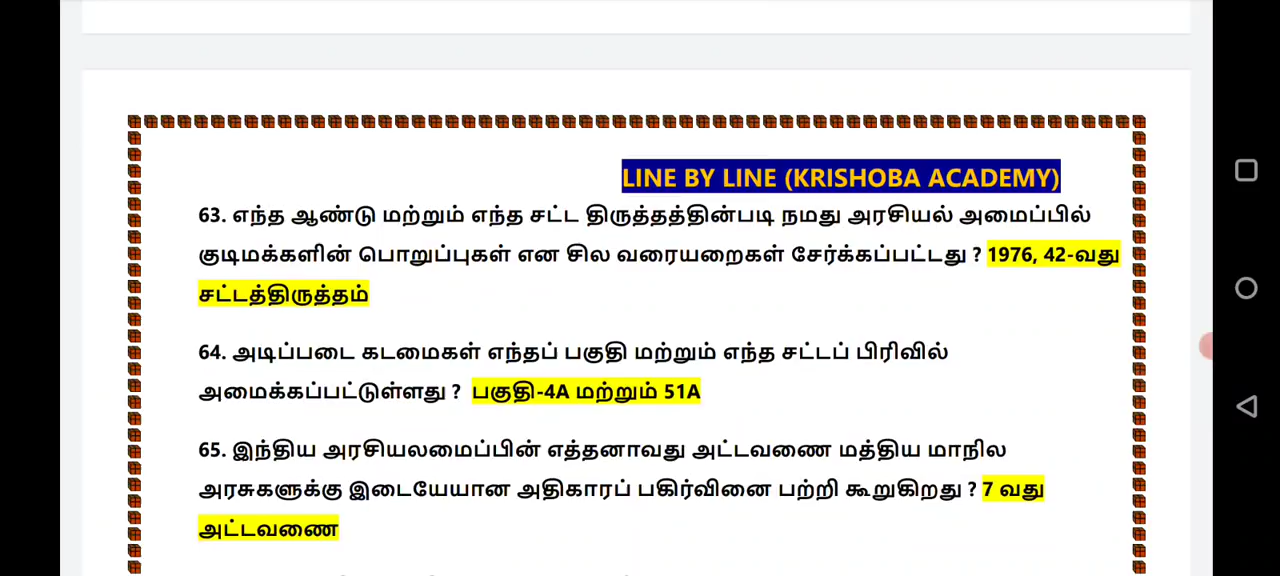 LINE BY LINE (KRISHOBA ACADEMY)
63. எந்த ஆண்டு மற்றும் எந்த சட்ட திருத்தத்தின்படி நமது அரசியல் அமைப்பில்
குடிமக்களின் பொறுப்புகள் என சில வரையறைகள் சேர்க்கப்பட்டது ? 1976, 42-வது
சட்டத்திருத்தம்
64. அடிப்படை கடமைகள் எந்தப் பகுதி மற்றும் எந்த சட்டப் பிரிவில்
அமைக்கப்பட்டுள்ளது ? பகுதி-4A மற்றும் 51A
65. இந்திய அரசியலமைப்பின் எத்தனாவது அட்டவணை மத்திய மாநில
அரசுகளுக்கு இடையேயான அதிகாரப் பகிர்வினை பற்றி கூறுகிறது ? 7 வது
அட்டவணை